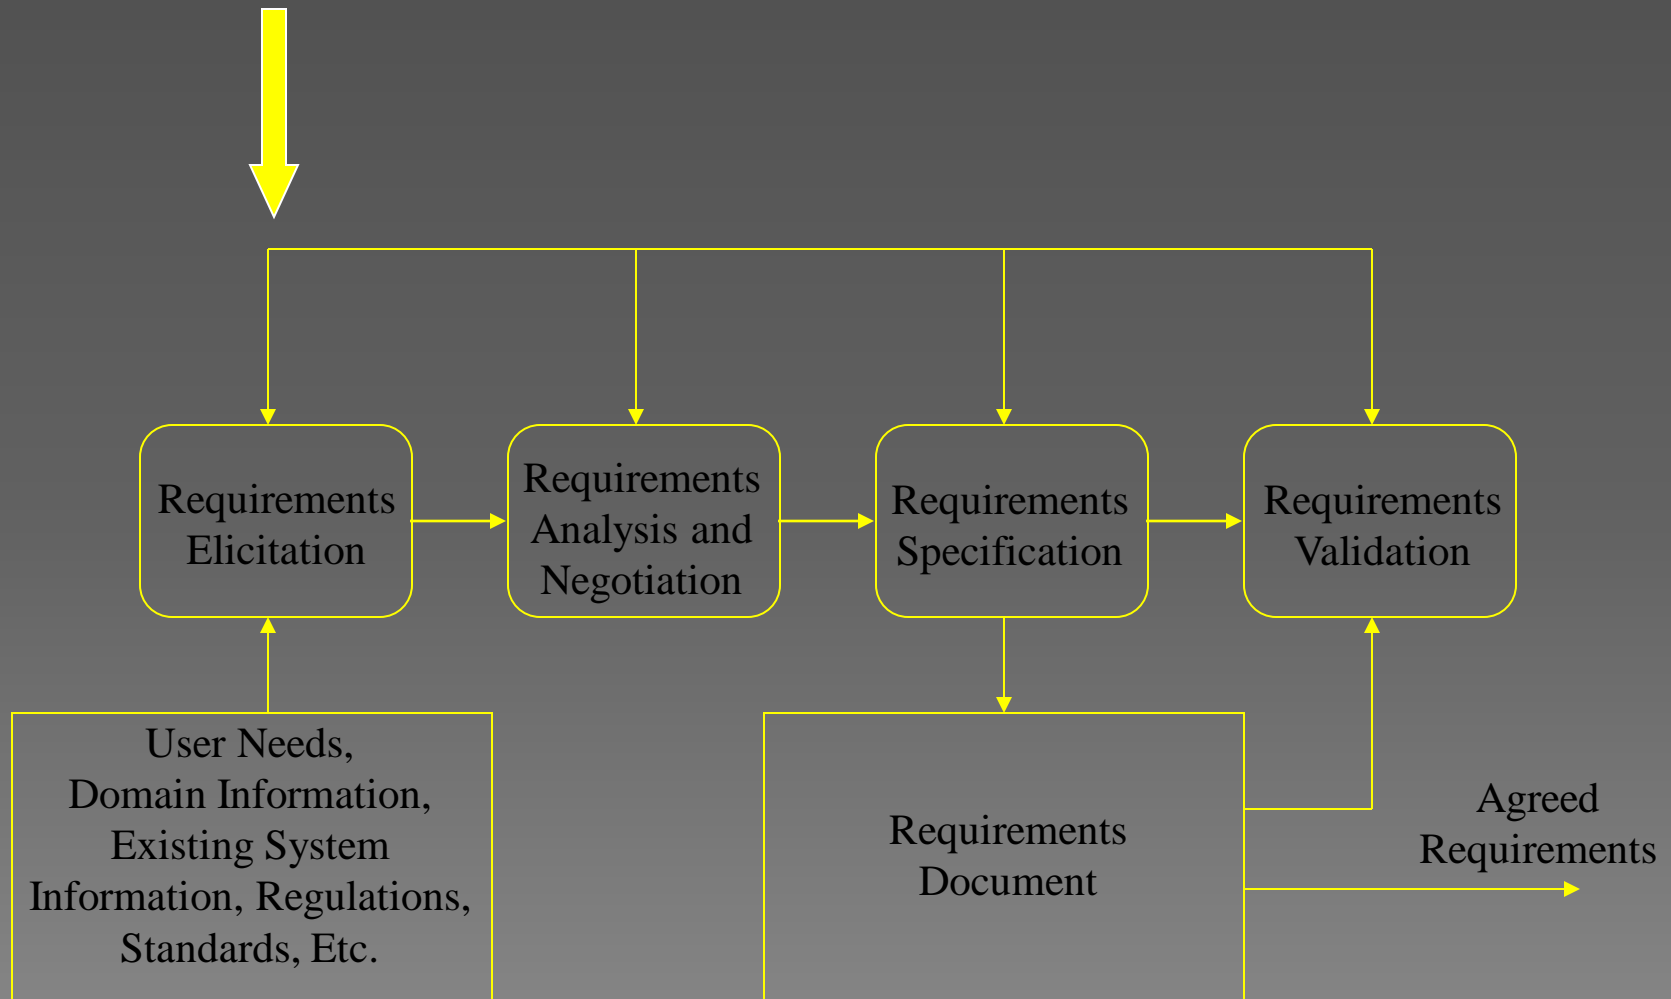 Requirements
Elicitation
Requirements
Analysis and
Negotiation
Requirements
Specification
Requirements
Validation
User Needs,
Domain Information,
Existing System
Information, Regulations,
Standards, Etc.
Requirements
Document
Agreed
Requirements